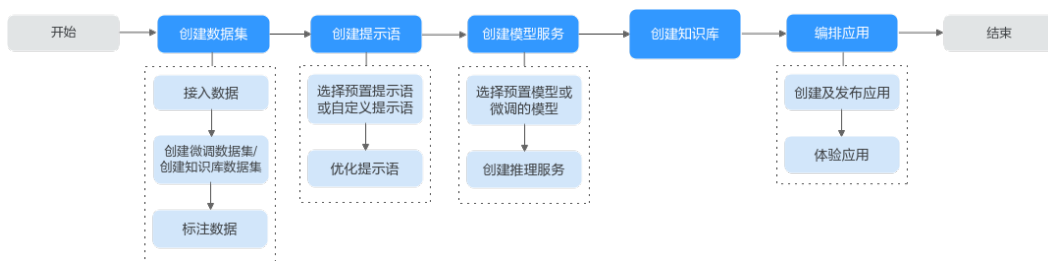 开始
创建数据集
创建提示语
创建模型服务
创建知识库
编排应用
结束
接入数据
创建微调数据集/
创建知识库数据集
标注数据
选择预置提示语
或自定义提示语
优化提示语
选择预置模型或
微调的模型
创建推理服务
创建及发布应用
体验应用